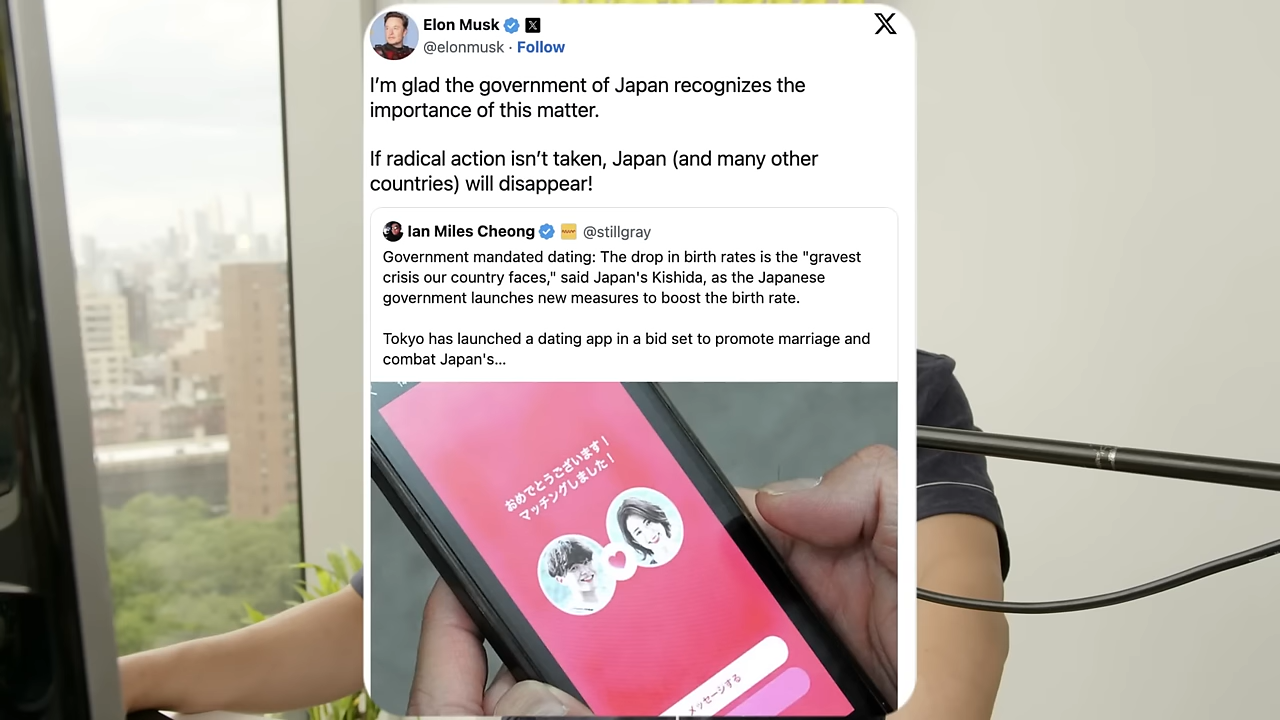 Elon Musk
@elonmusk · Follow
I’m glad the government of Japan recognizes the
importance of this matter.
If radical action isn’t taken, Japan (and many other
countries) will disappear!
Ian Miles Cheong @stillgray
Government mandated dating: The drop in birth rates is the "gravest
crisis our country faces," said Japan's Kishida, as the Japanese
government launches new measures to boost the birth rate.
Tokyo has launched a dating app in a bid set to promote marriage and
combat Japan's...
おめでとうございます！
マッチングしました！
メッセージする